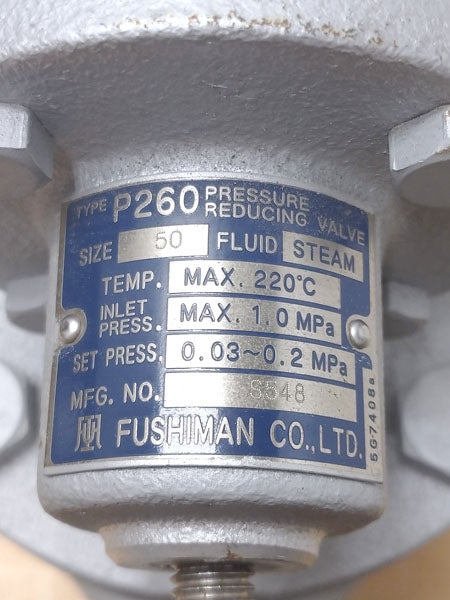 TYPE P260 PRESSURE REDUCING VALVE
SIZE 50 FLUID STEAM
TEMP. MAX. 220°C
INLET PRESS. MAX. 1.0 MPa
SET PRESS. 0.03~0.2 MPa
MFG. NO. S548
FUSHIMAN CO.,LTD.
5G7408a